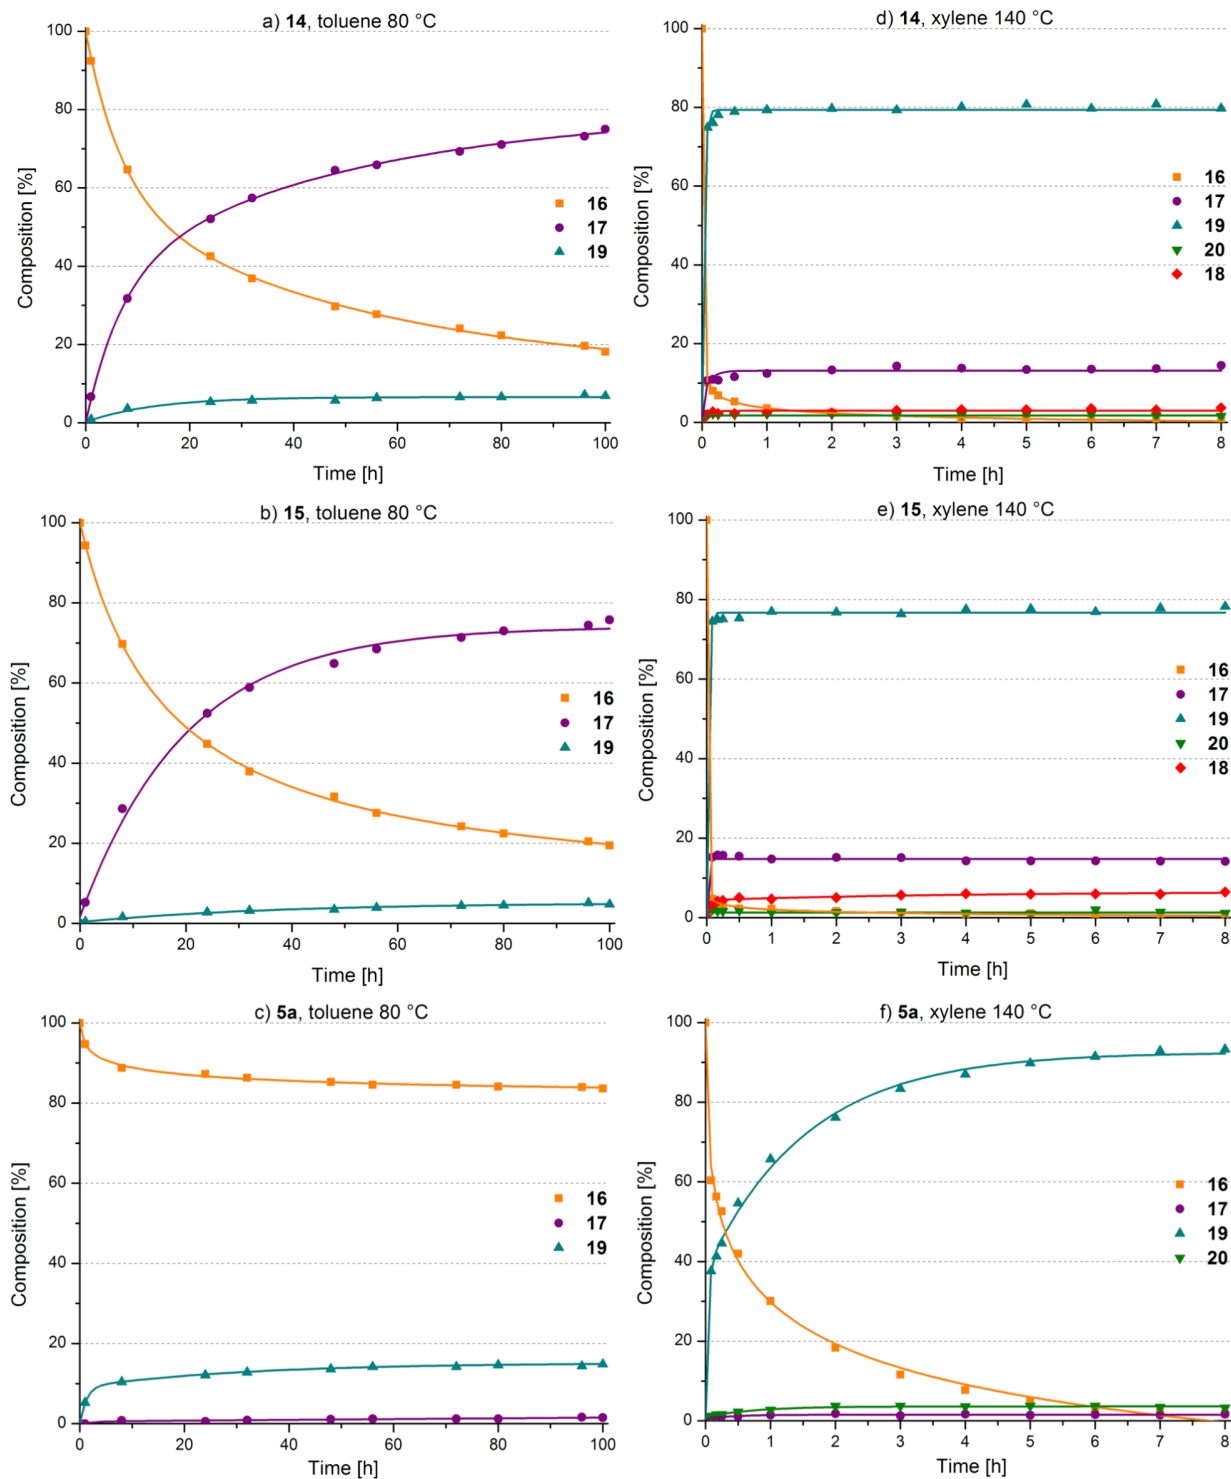 a) 14, toluene 80 °C
Composition [%]
100
80
60
40
20
0
16
17
19
0 20 40 60 80 100
Time [h]
d) 14, xylene 140 °C
Composition [%]
100
80
60
40
20
0
16
17
19
20
18
0 1 2 3 4 5 6 7 8
Time [h]
b) 15, toluene 80 °C
Composition [%]
100
80
60
40
20
0
16
17
19
0 20 40 60 80 100
Time [h]
e) 15, xylene 140 °C
Composition [%]
100
80
60
40
20
0
16
17
19
20
18
0 1 2 3 4 5 6 7 8
Time [h]
c) 5a, toluene 80 °C
Composition [%]
100
80
60
40
20
0
16
17
19
0 20 40 60 80 100
Time [h]
f) 5a, xylene 140 °C
Composition [%]
100
80
60
40
20
0
16
17
19
20
0 1 2 3 4 5 6 7 8
Time [h]